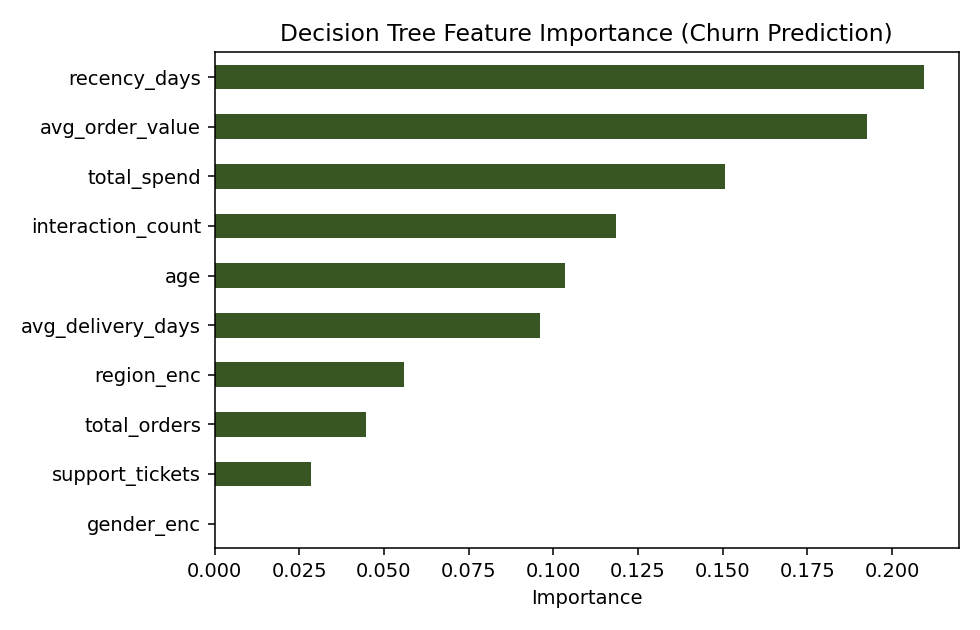 Decision Tree Feature Importance (Churn Prediction)
recency_days
avg_order_value
total_spend
interaction_count
age
avg_delivery_days
region_enc
total_orders
support_tickets
gender_enc
0.000 0.025 0.050 0.075 0.100 0.125 0.150 0.175 0.200
Importance